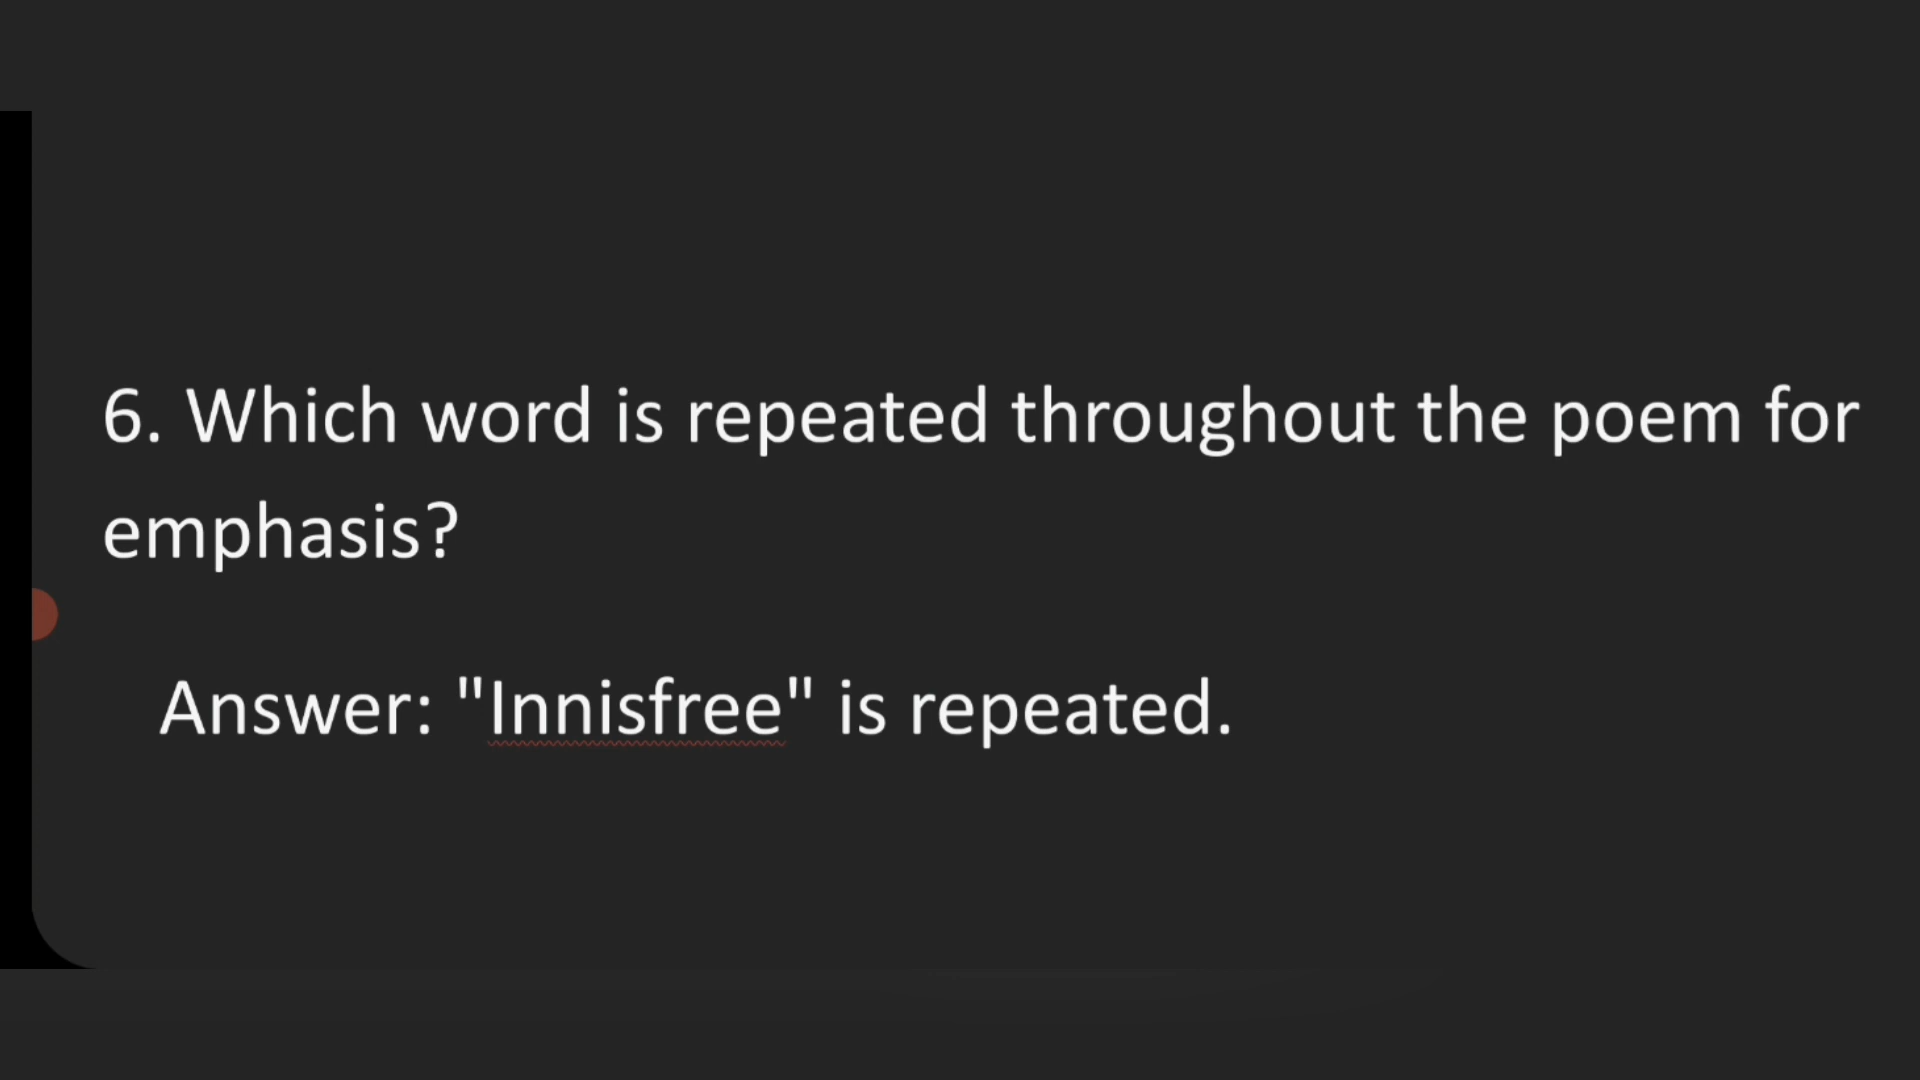 6. Which word is repeated throughout the poem for
emphasis?
Answer: "Innisfree" is repeated.